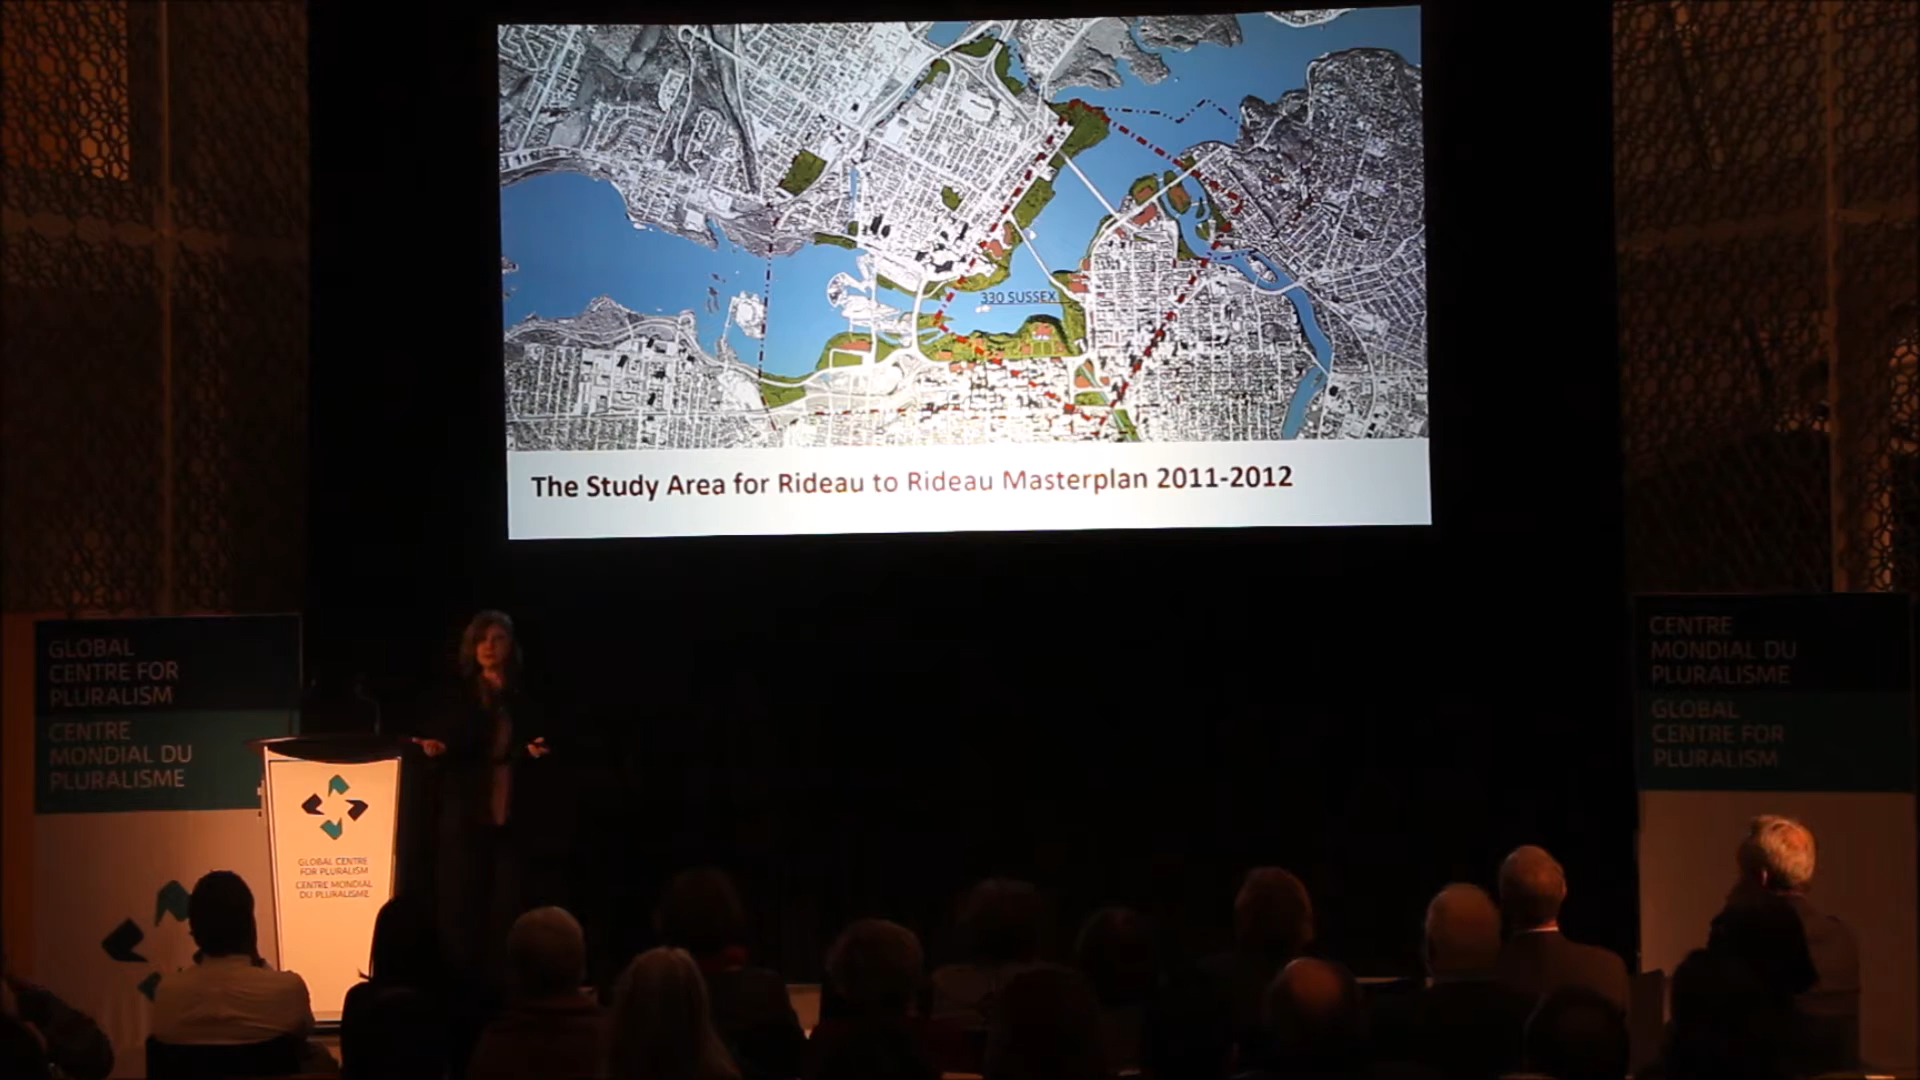 330 SUSSEX
The Study Area for Rideau to Rideau Masterplan 2011-2012
GLOBAL
CENTRE FOR
PLURALISM
CENTRE
MONDIAL DU
PLURALISME
GLOBAL CENTRE
FOR PLURALISM
CENTRE MONDIAL
DU PLURALISME
CENTRE
MONDIAL DU
PLURALISME
GLOBAL
CENTRE FOR
PLURALISM